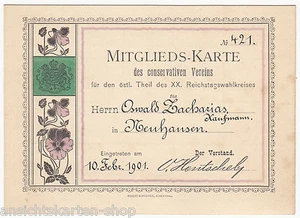 № 421.
MITGLIEDS-KARTE
des conservativen Vereins
für den östl. Theil des XX. Reichstagswahlkreises
für
Herrn Oswald Zacharias,
Kaufmann.
in Neuhausen.
Eingetreten am
10. Febr. 1901.
Der Vorstand.
ansichtskarten-shop